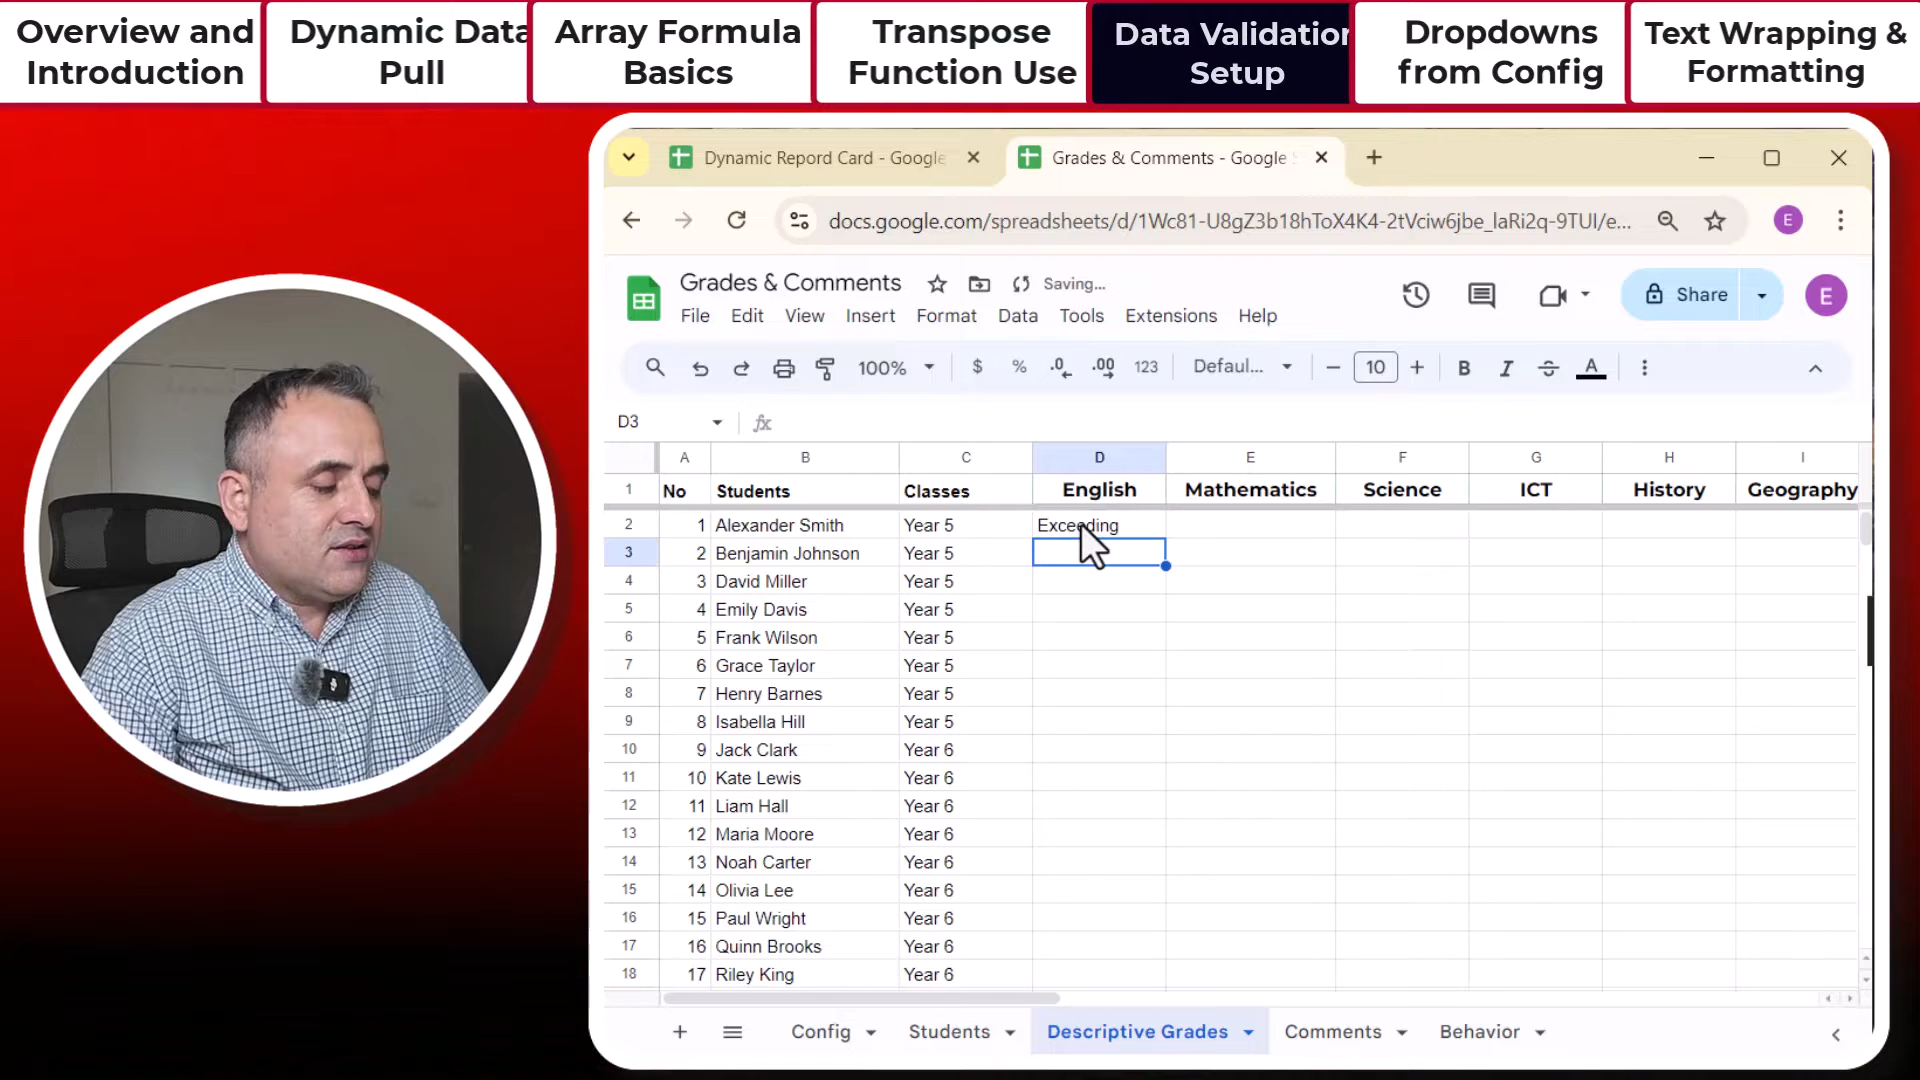 Overview and
Introduction
Dynamic Data
Pull
Array Formula
Basics
Transpose
Function Use
Data Validation
Setup
Dropdowns
from Config
Text Wrapping &
Formatting
Dynamic Repord Card - Google
Grades & Comments - Google S
docs.google.com/spreadsheets/d/1Wc81-U8gZ3b18hToX4K4-2tVciw6jbe_laRi2q-9TUI/e...
E
Grades & Comments
Saving...
Share
E
File Edit View Insert Format Data Tools Extensions Help
100% $ % .0 .00 123 Defaul... − 10 + B I S A
D3 fx
A B C D E F G H I
1 No Students Classes English Mathematics Science ICT History Geography
2 1 Alexander Smith Year 5 Exceeding
3 2 Benjamin Johnson Year 5
4 3 David Miller Year 5
5 4 Emily Davis Year 5
6 5 Frank Wilson Year 5
7 6 Grace Taylor Year 5
8 7 Henry Barnes Year 5
9 8 Isabella Hill Year 5
10 9 Jack Clark Year 6
11 10 Kate Lewis Year 6
12 11 Liam Hall Year 6
13 12 Maria Moore Year 6
14 13 Noah Carter Year 6
15 14 Olivia Lee Year 6
16 15 Paul Wright Year 6
17 16 Quinn Brooks Year 6
18 17 Riley King Year 6
+ Config Students Descriptive Grades Comments Behavior